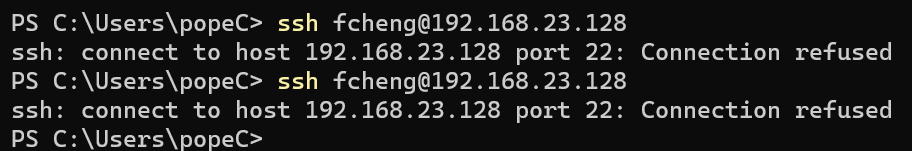 PS C:\Users\popeC> ssh fcheng@192.168.23.128
ssh: connect to host 192.168.23.128 port 22: Connection refused
PS C:\Users\popeC> ssh fcheng@192.168.23.128
ssh: connect to host 192.168.23.128 port 22: Connection refused
PS C:\Users\popeC>